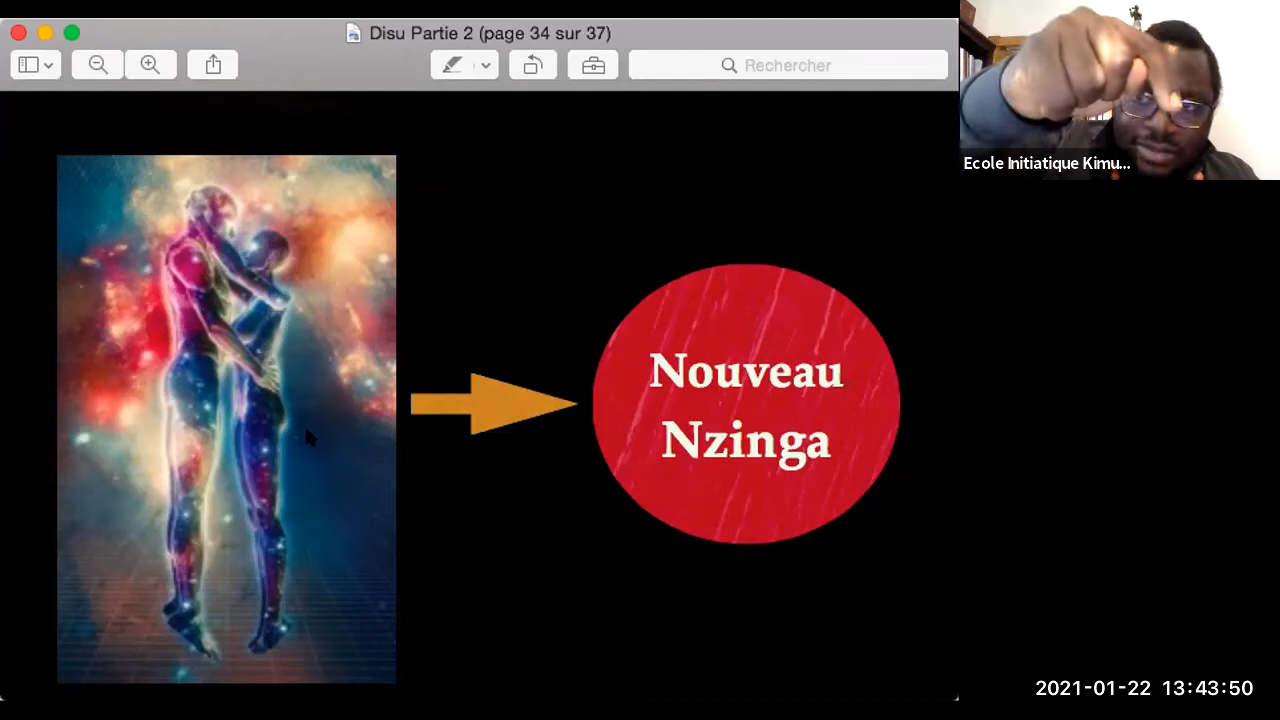 Disu Partie 2 (page 34 sur 37)
Rechercher
Ecole Initiatique Kimu...
Nouveau
Nzinga
2021-01-22 13:43:50